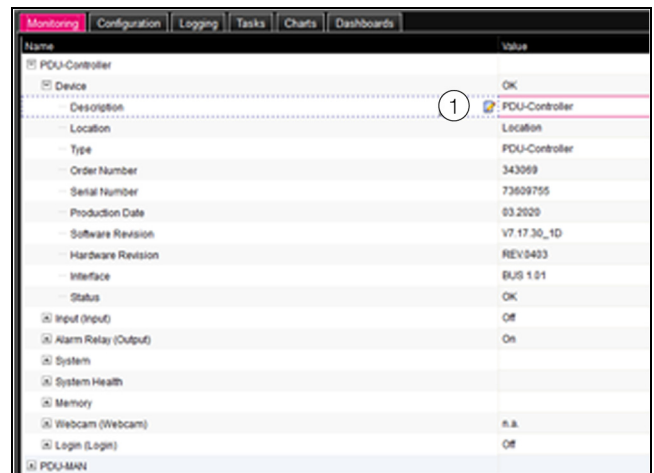 Monitoring Configuration Logging Tasks Charts Dashboards
Name Value
PDU-Controller
Device OK
Description 1 PDU-Controller
Location Location
Type PDU-Controller
Order Number 343069
Serial Number 73609755
Production Date 03.2020
Software Revision V7.17.30_1D
Hardware Revision REV.0403
Interface BUS 1.01
Status OK
Input (Input) Off
Alarm Relay (Output) On
System
System Health
Memory
Webcam (Webcam) n.a.
Login (Login) Off
PDU-MAN